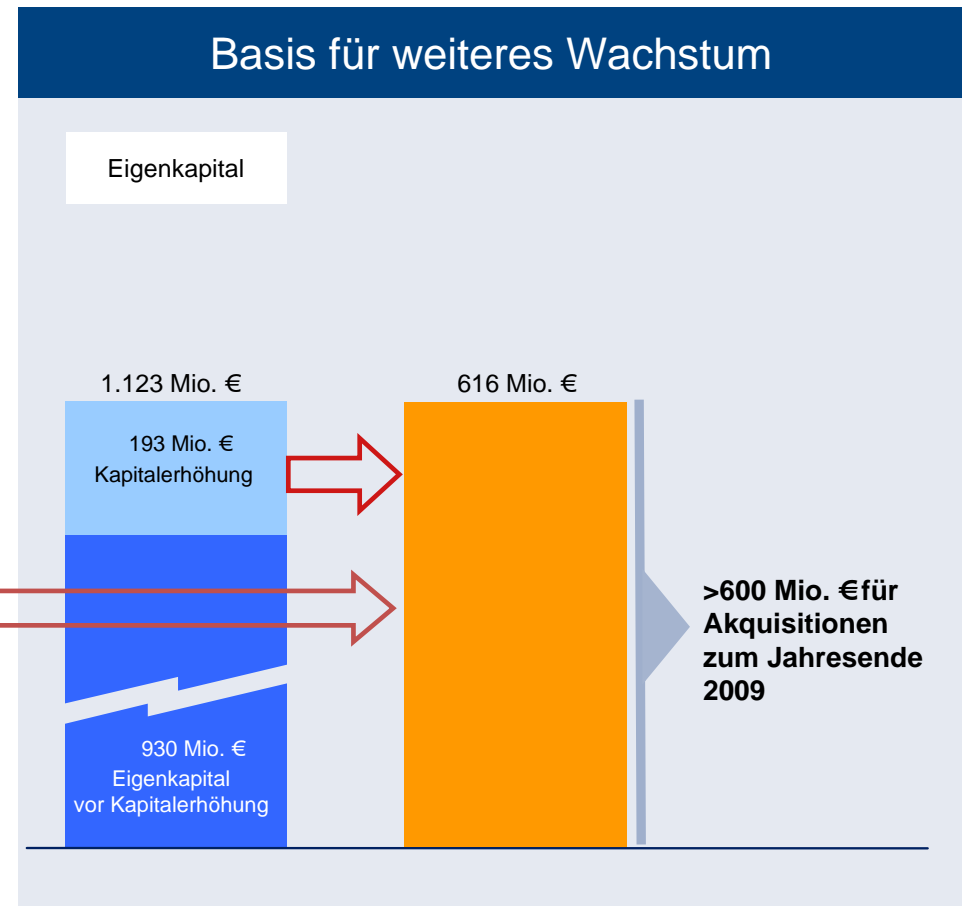 Basis für weiteres Wachstum
Eigenkapital
1.123 Mio. €
616 Mio. €
193 Mio. €
Kapitalerhöhung
>600 Mio. €für
Akquisitionen
zum Jahresende
2009
930 Mio. €
Eigenkapital
vor Kapitalerhöhung